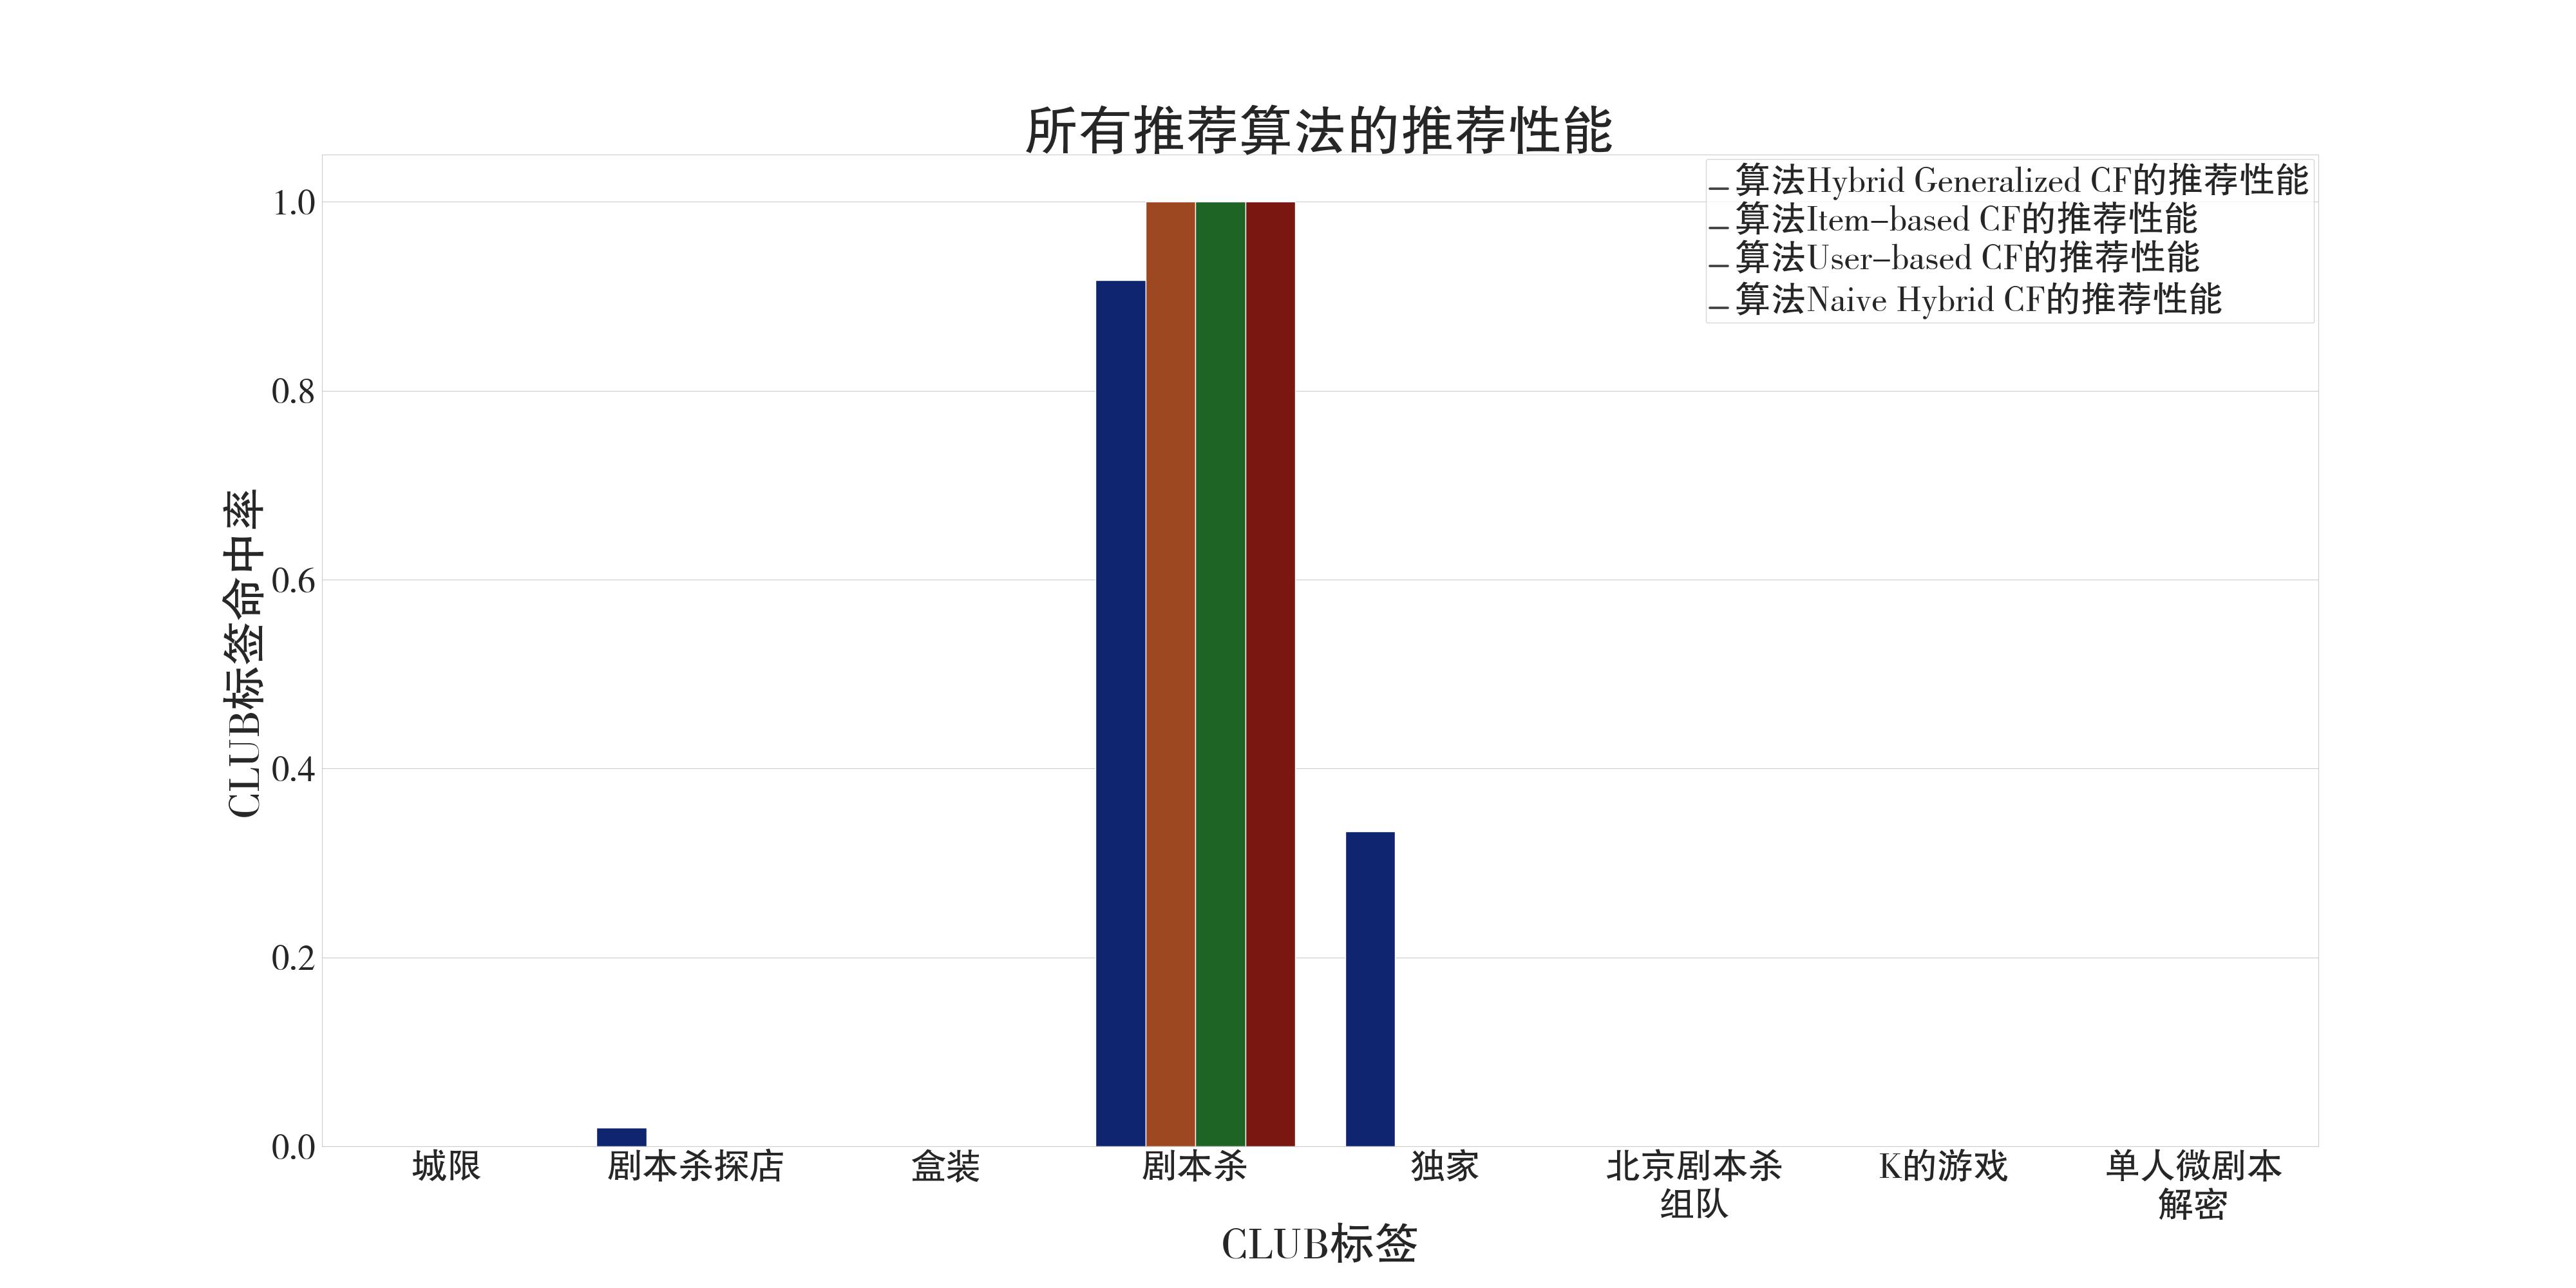 所有推荐算法的推荐性能
算法Hybrid Generalized CF的推荐性能
算法Item-based CF的推荐性能
算法User-based CF的推荐性能
算法Naive Hybrid CF的推荐性能
CLUB标签命中率
1.0
0.8
0.6
0.4
0.2
0.0
城限
剧本杀探店
盒装
剧本杀
独家
北京剧本杀
组队
K的游戏
单人微剧本
解密
CLUB标签